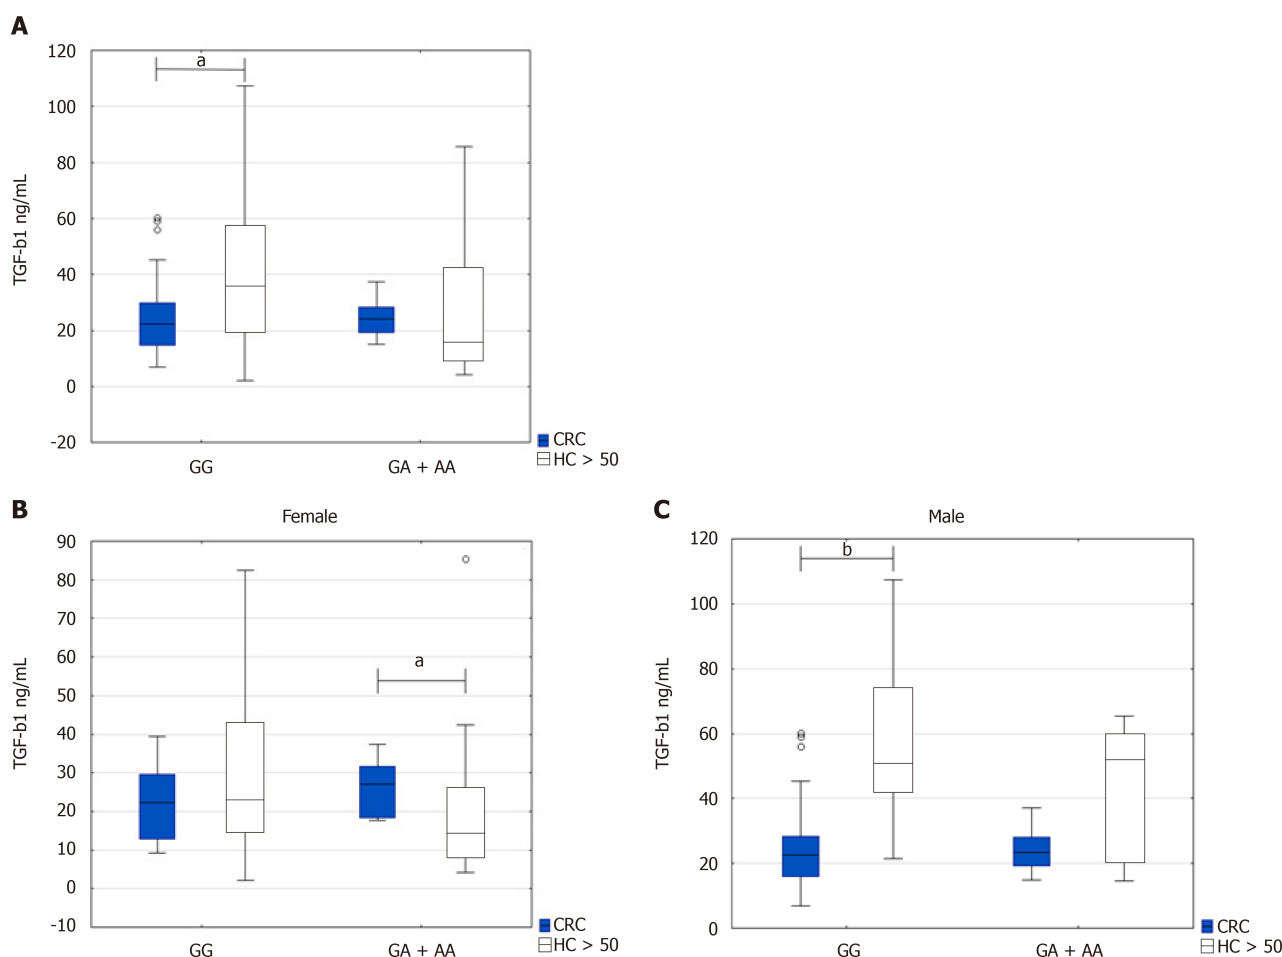 A
120
a
100
80
60
40
20
0
-20
TGF-b1 ng/mL
GG
GA + AA
CRC
HC > 50
B
Female
90
80
70
60
50
40
30
20
10
0
-10
a
TGF-b1 ng/mL
GG
GA + AA
CRC
HC > 50
C
Male
120
b
100
80
60
40
20
0
TGF-b1 ng/mL
GG
GA + AA
CRC
HC > 50